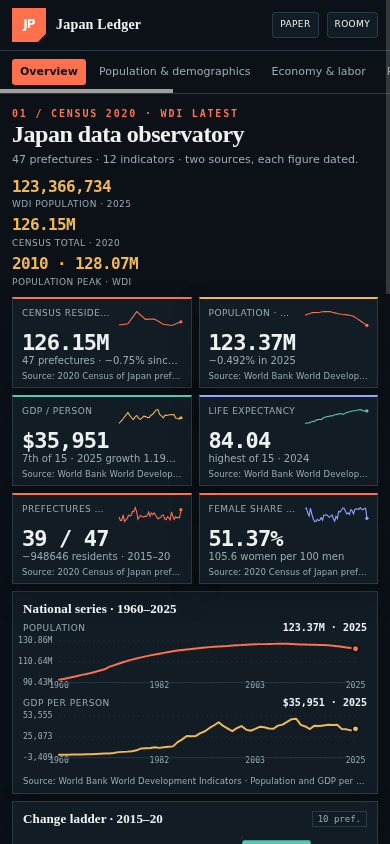 JP Japan Ledger PAPER ROOMY
Overview Population & demographics Economy & labor
01 / CENSUS 2020 · WDI LATEST
Japan data observatory
47 prefectures · 12 indicators · two sources, each figure dated.
123,366,734
WDI POPULATION · 2025
126.15M
CENSUS TOTAL · 2020
2010 · 128.07M
POPULATION PEAK · WDI
CENSUS RESIDE…
126.15M
47 prefectures · −0.75% sinc…
Source: 2020 Census of Japan pref…
POPULATION · …
123.37M
−0.492% in 2025
Source: World Bank World Develop…
GDP / PERSON
$35,951
7th of 15 · 2025 growth 1.19…
Source: World Bank World Develop…
LIFE EXPECTANCY
84.04
highest of 15 · 2024
Source: World Bank World Develop…
PREFECTURES …
39 / 47
−948646 residents · 2015–20
Source: 2020 Census of Japan pref…
FEMALE SHARE …
51.37%
105.6 women per 100 men
Source: 2020 Census of Japan pref…
National series · 1960–2025
POPULATION 123.37M · 2025
130.86M
110.64M
90.43M
1960 1982 2003 2025
GDP PER PERSON $35,951 · 2025
53,555
25,073
-3,409
1960 1982 2003 2025
Source: World Bank World Development Indicators · Population and GDP per …
Change ladder · 2015–20 10 pref.